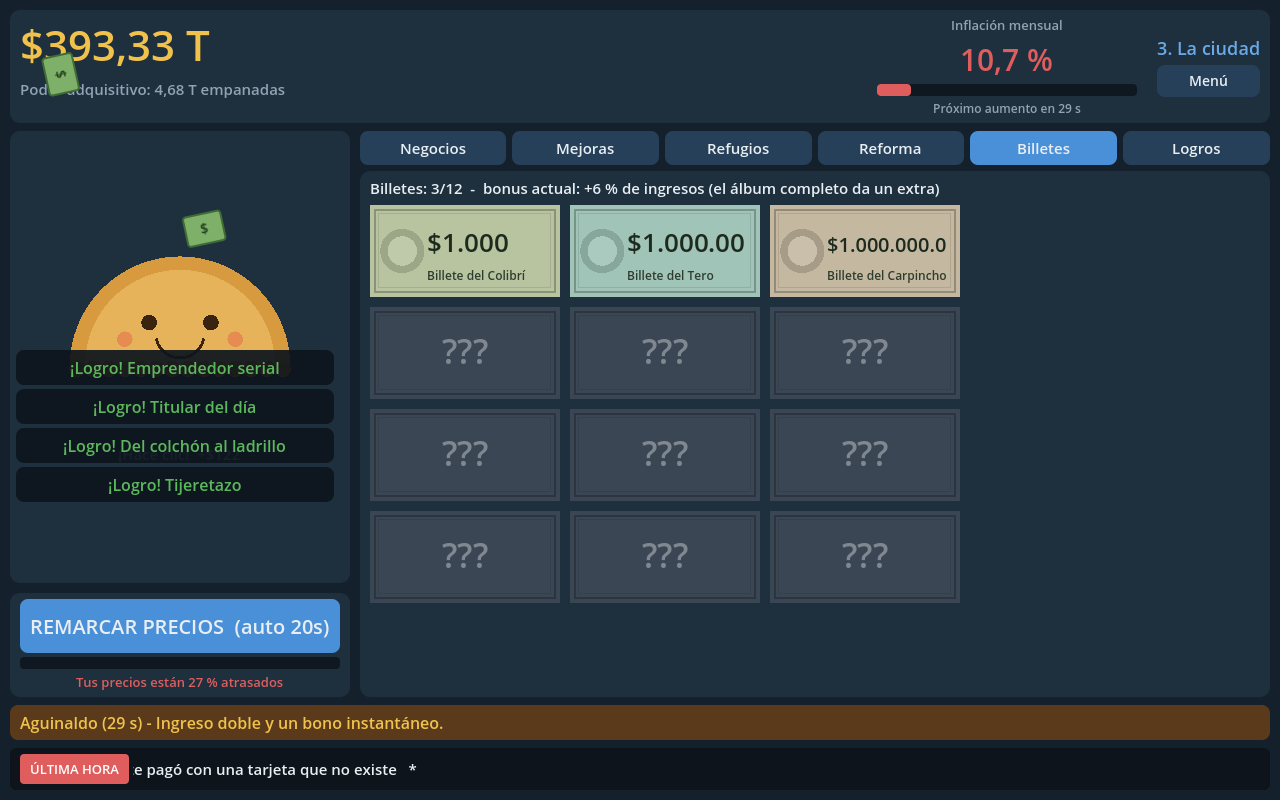 $393,33 T
Poder adquisitivo: 4,68 T empanadas
Inflación mensual
10,7 %
Próximo aumento en 29 s
3. La ciudad
Menú
Negocios
Mejoras
Refugios
Reforma
Billetes
Logros
Billetes: 3/12 - bonus actual: +6 % de ingresos (el álbum completo da un extra)
$1.000
Billete del Colibrí
$1.000.00
Billete del Tero
$1.000.000.0
Billete del Carpincho
???
???
???
???
???
???
???
???
???
$
$
¡Logro! Emprendedor serial
¡Logro! Titular del día
¡Logro! Del colchón al ladrillo
¡Logro! Tijeretazo
REMARCAR PRECIOS (auto 20s)
Tus precios están 27 % atrasados
Aguinaldo (29 s) - Ingreso doble y un bono instantáneo.
ÚLTIMA HORA
e pagó con una tarjeta que no existe *